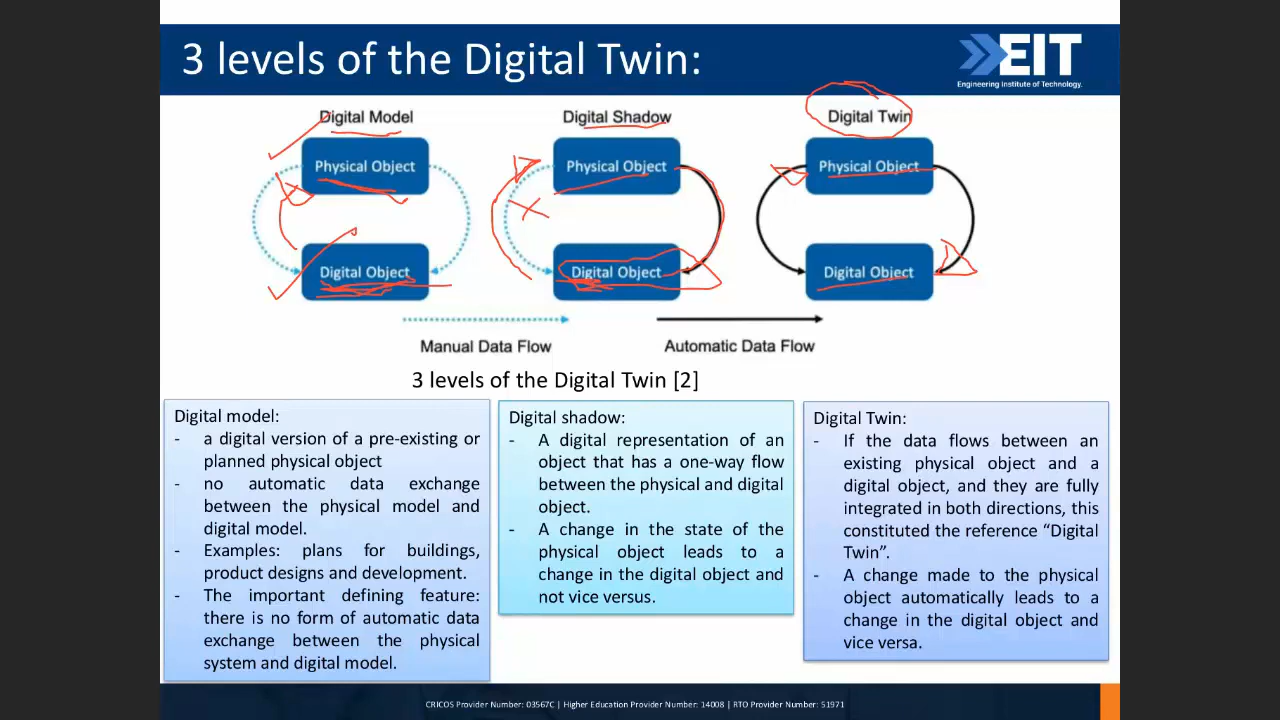 3 levels of the Digital Twin:
EIT
Engineering Institute of Technology.
Digital Model
Digital Shadow
Digital Twin
Physical Object
Physical Object
Physical Object
Digital Object
Digital Object
Digital Object
Manual Data Flow
Automatic Data Flow
3 levels of the Digital Twin [2]
Digital model:
- a digital version of a pre-existing or
planned physical object
- no automatic data exchange
between the physical model and
digital model.
- Examples: plans for buildings,
product designs and development.
- The important defining feature:
there is no form of automatic data
exchange between the physical
system and digital model.
Digital shadow:
- A digital representation of an
object that has a one-way flow
between the physical and digital
object.
- A change in the state of the
physical object leads to a
change in the digital object and
not vice versus.
Digital Twin:
- If the data flows between an
existing physical object and a
digital object, and they are fully
integrated in both directions, this
constituted the reference “Digital
Twin”.
- A change made to the physical
object automatically leads to a
change in the digital object and
vice versa.
CRICOS Provider Number: 03567C | Higher Education Provider Number: 14008 | RTO Provider Number: 51971